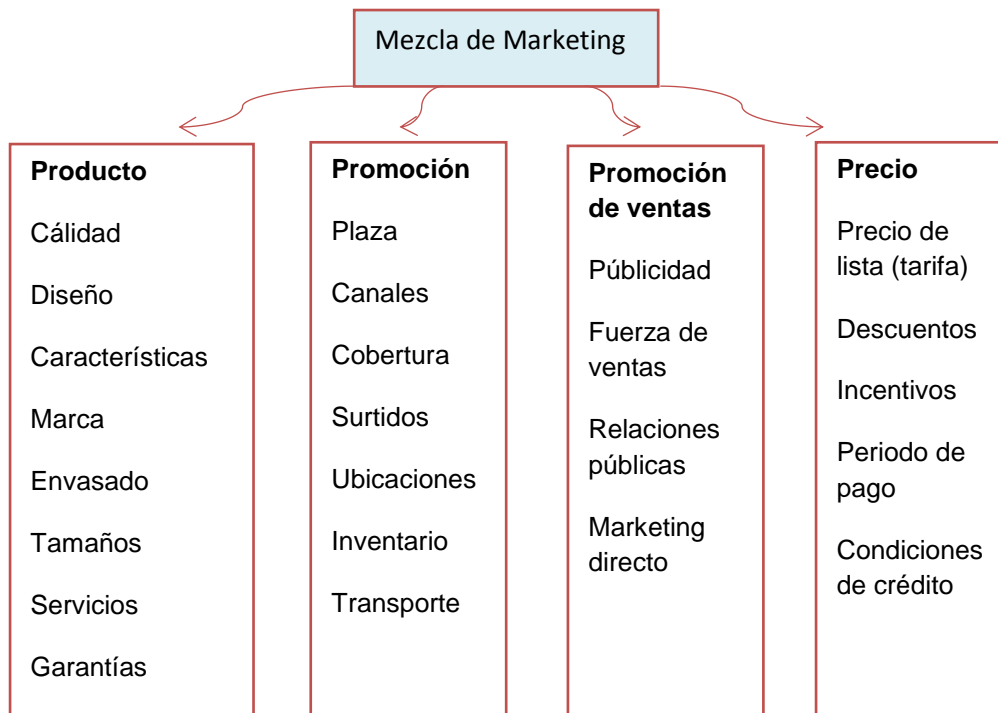 Mezcla de Marketing
Producto
Cálidad
Diseño
Características
Marca
Envasado
Tamaños
Servicios
Garantías
Promoción
Plaza
Canales
Cobertura
Surtidos
Ubicaciones
Inventario
Transporte
Promoción
de ventas
Públicidad
Fuerza de
ventas
Relaciones
públicas
Marketing
directo
Precio
Precio de
lista (tarifa)
Descuentos
Incentivos
Periodo de
pago
Condiciones
de crédito